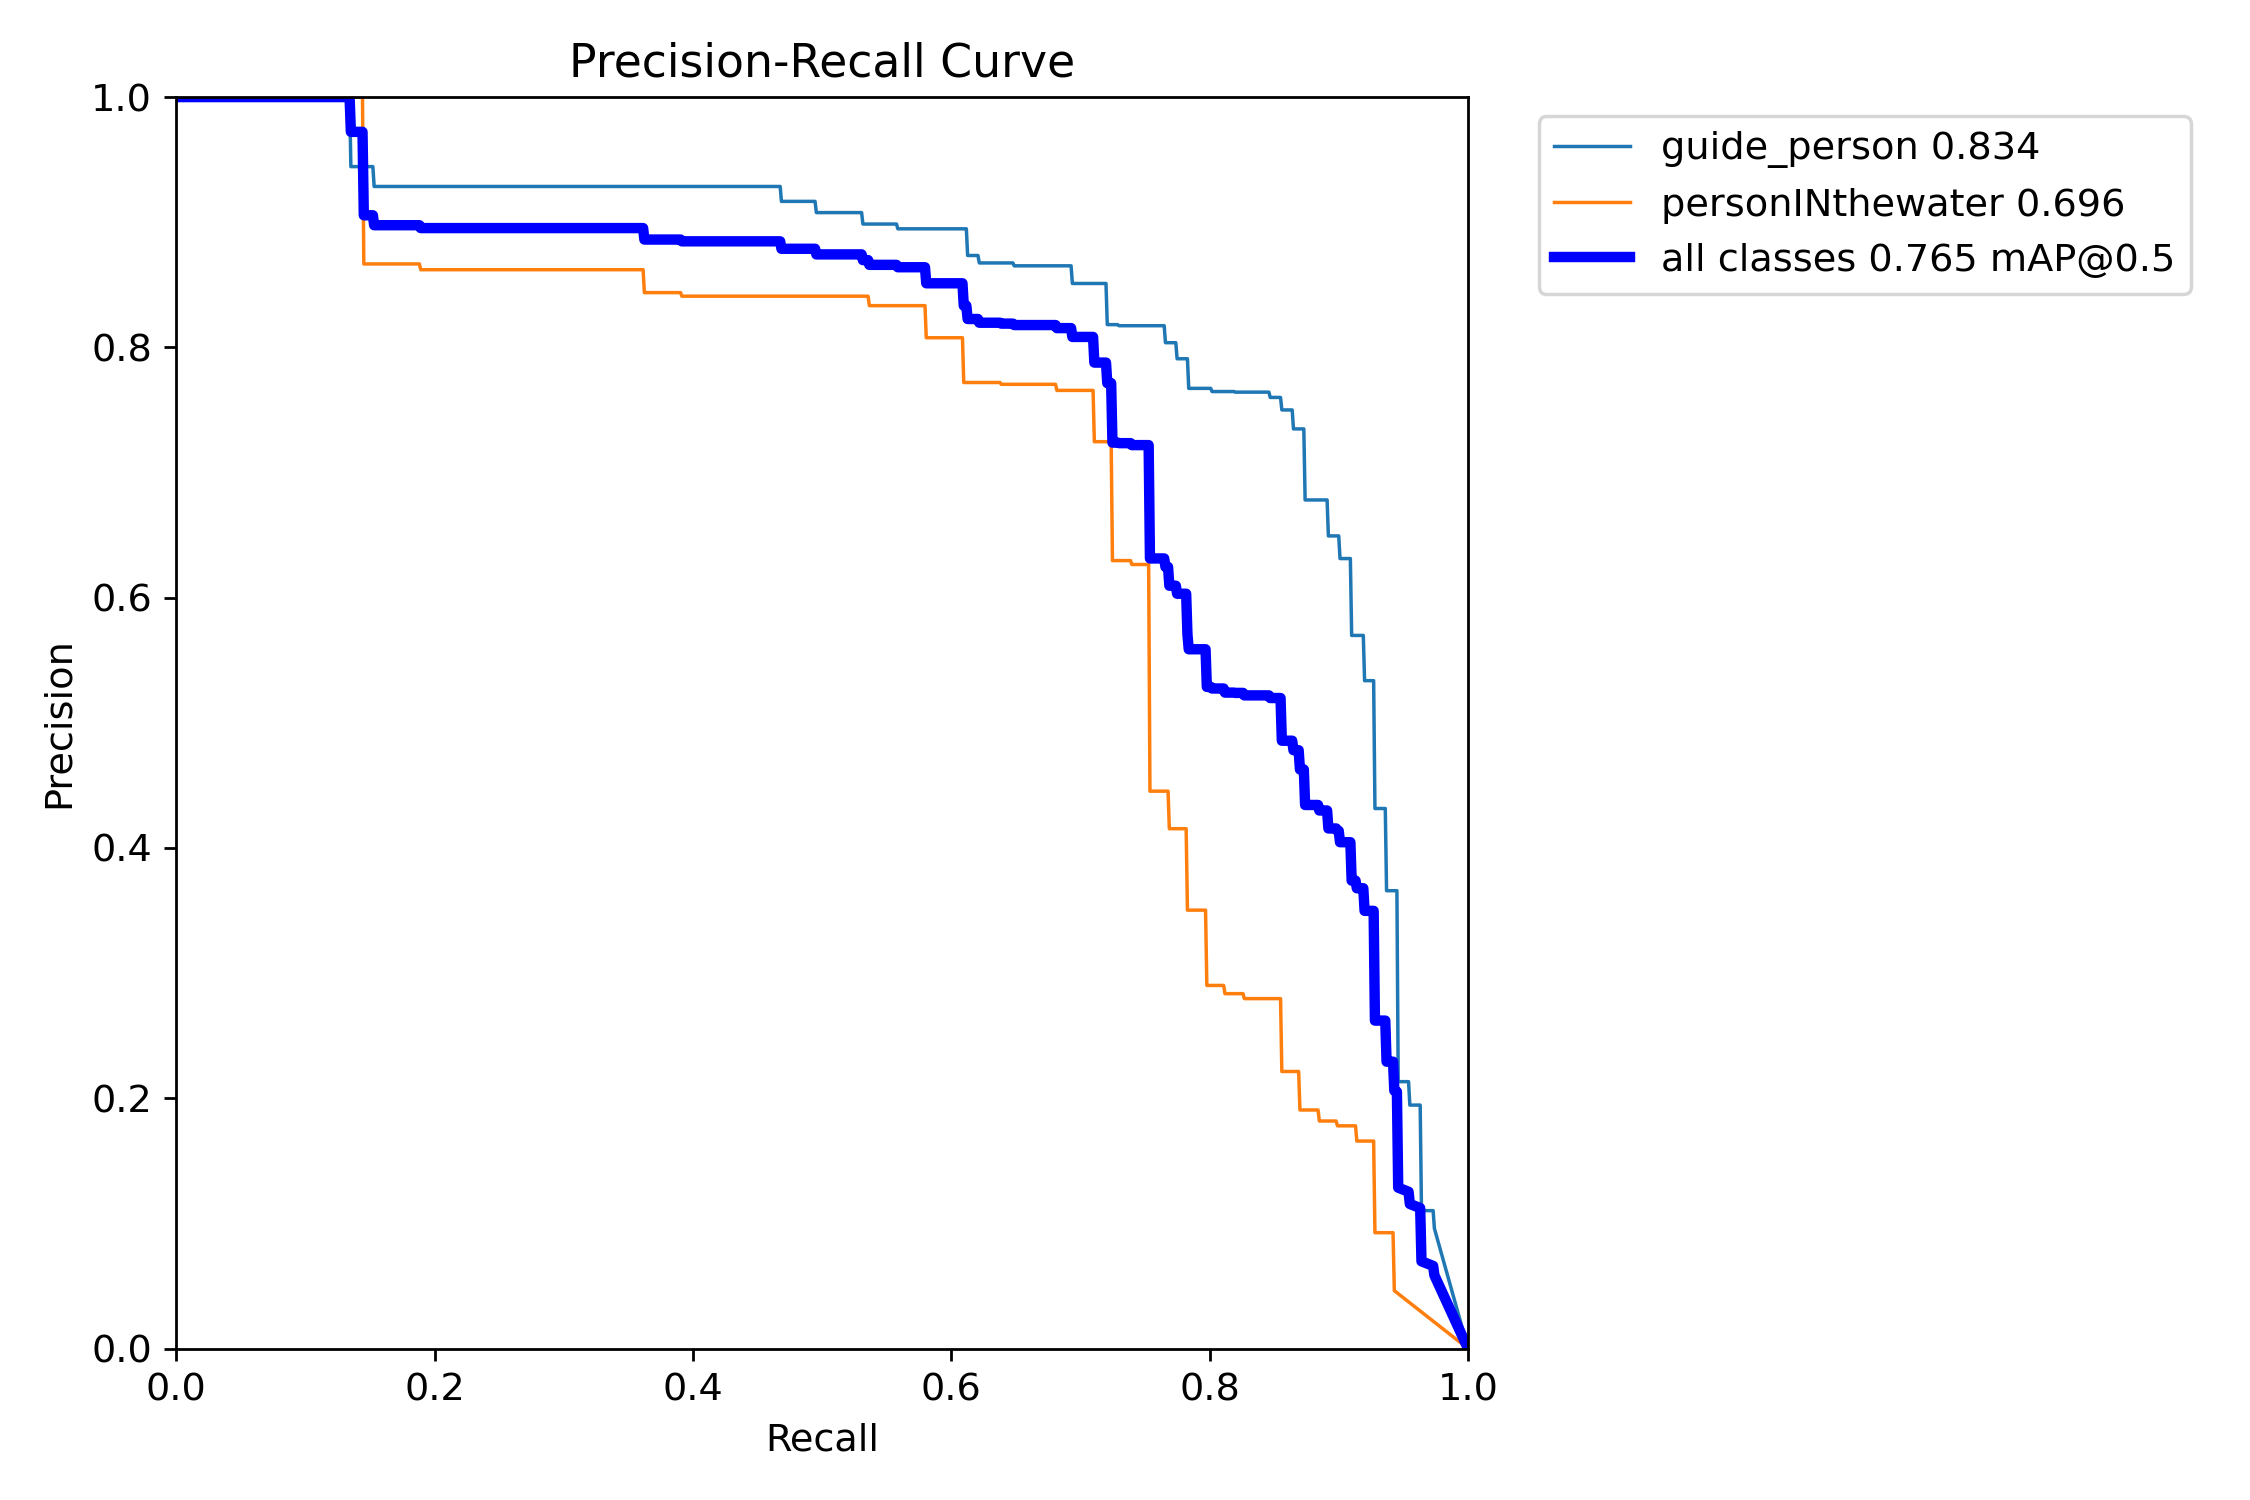 Precision-Recall Curve
1.0
0.8
0.6
0.4
0.2
0.0
Precision
0.0 0.2 0.4 0.6 0.8 1.0
Recall
guide_person 0.834
personINthewater 0.696
all classes 0.765 mAP@0.5